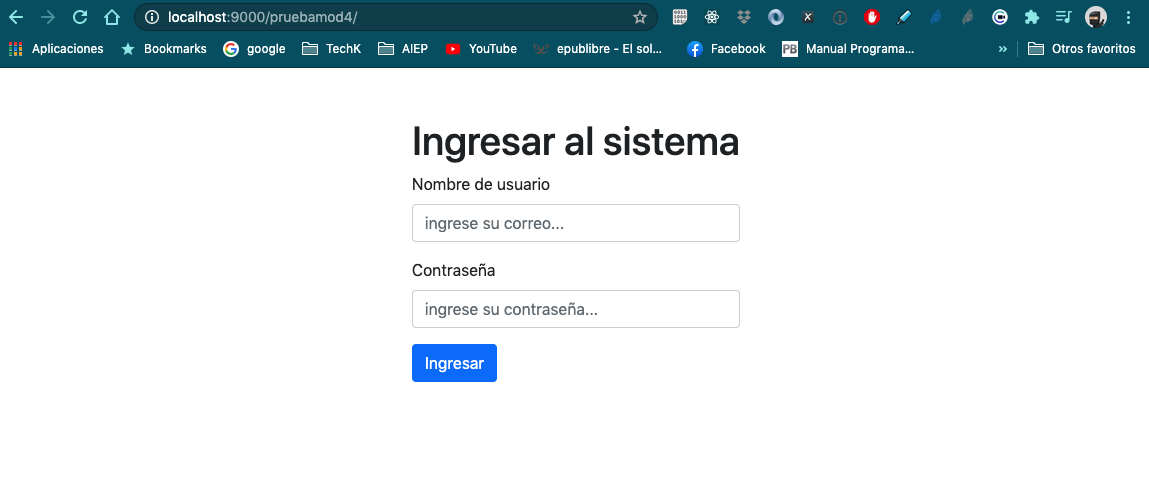 localhost:9000/pruebamod4/
Aplicaciones Bookmarks google TechK AIEP YouTube epublibre - El sol... Facebook PB Manual Programa... » Otros favoritos
Ingresar al sistema
Nombre de usuario
ingrese su correo...
Contraseña
ingrese su contraseña...
Ingresar